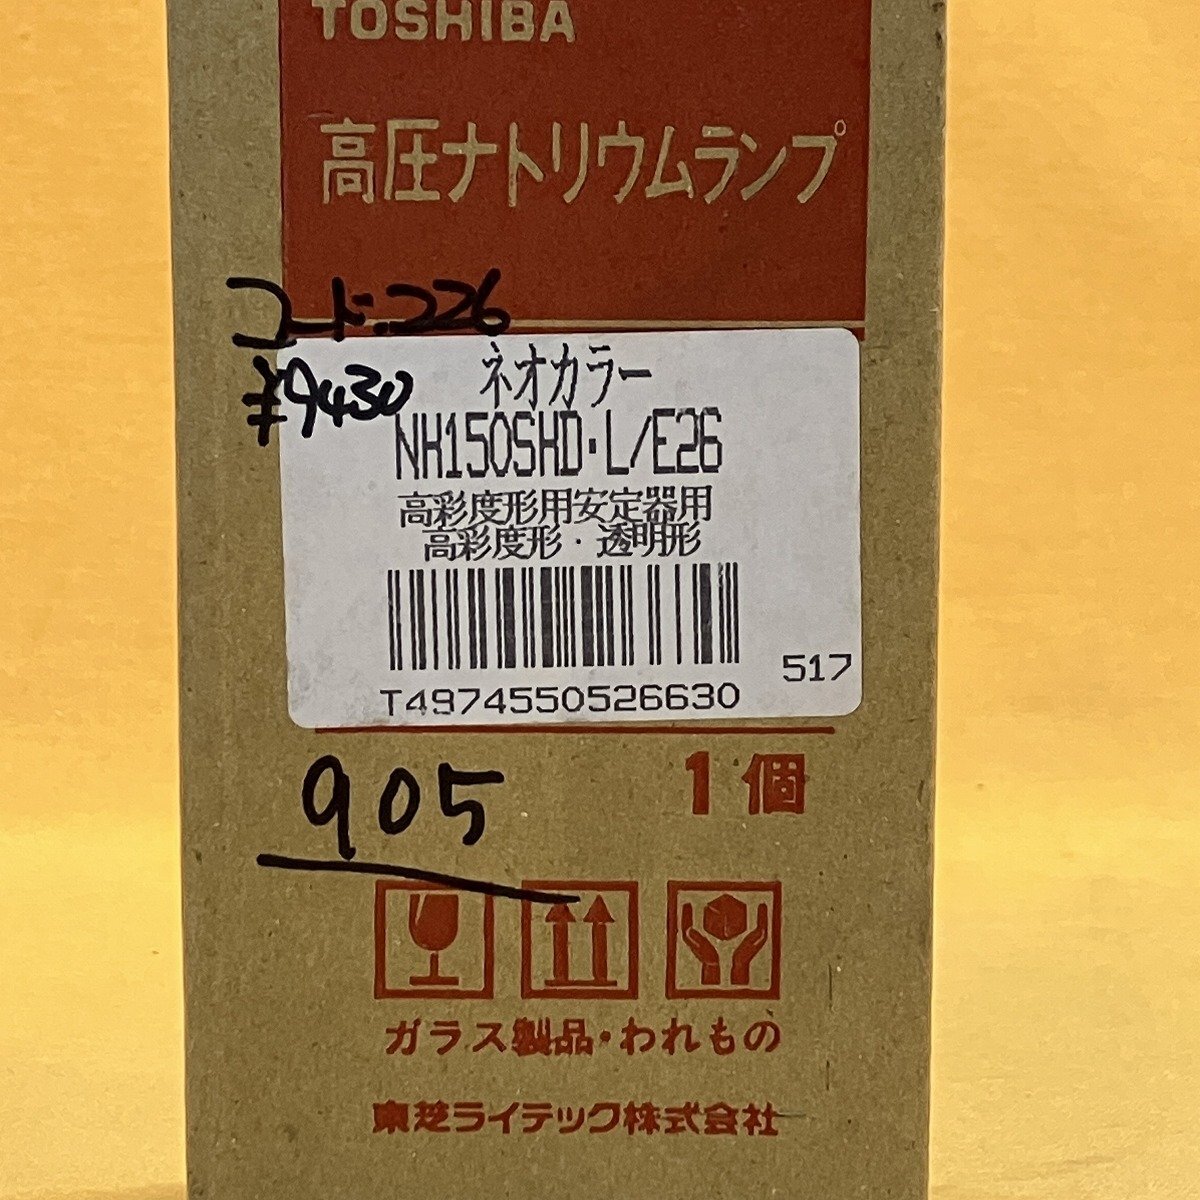 TOSHIBA
高圧ナトリウムランプ
コード.226
¥9430
ネオカラー
NH150SHD・L/E26
高彩度形用安定器用
高彩度形・透明形
517
T4974550526630
905
1個
ガラス製品・われもの
東芝ライテック株式会社